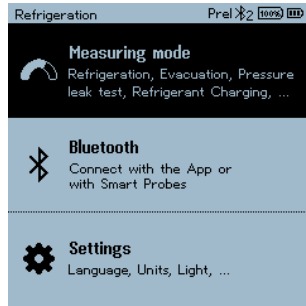 Refrigeration Prel 2 100%
Measuring mode
Refrigeration, Evacuation, Pressure
leak test, Refrigerant Charging, ...
Bluetooth
Connect with the App or
with Smart Probes
Settings
Language, Units, Light, ...